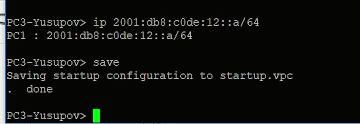 PC3-Yusupov> ip 2001:db8:c0de:12::a/64
PC1 : 2001:db8:c0de:12::a/64
PC3-Yusupov> save
Saving startup configuration to startup.vpc
.  done
PC3-Yusupov>